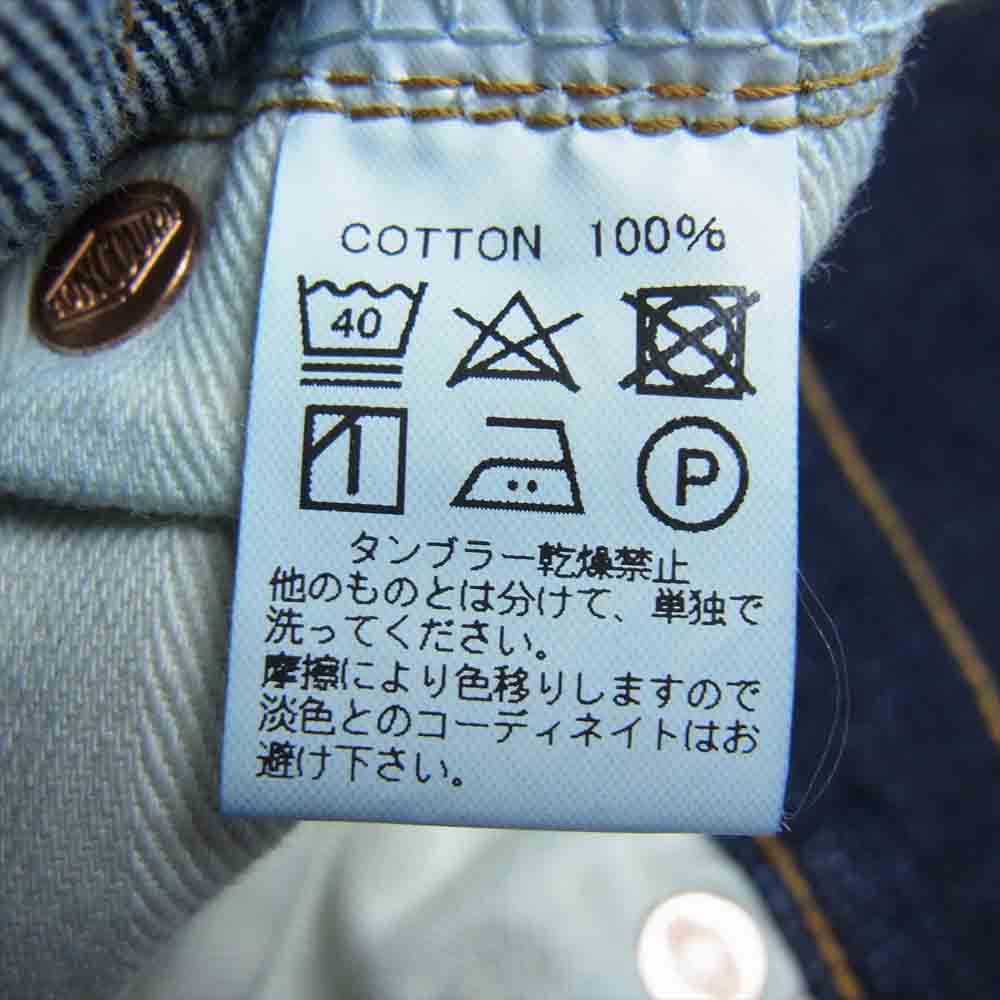 COTTON 100%
40
P
タンブラー乾燥禁止
他のものとは分けて、単独で
洗ってください。
摩擦により色移りしますので
淡色とのコーディネイトはお
避け下さい。